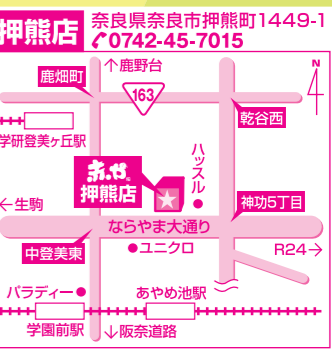 押熊店
奈良県奈良市押熊町1449-1
0742-45-7015
↑鹿野台
N
鹿畑町
163
乾谷西
学研登美ヶ丘駅
ハッスル●
押熊店
←生駒
神功5丁目
ならやま大通り
中登美東
●ユニクロ
R24→
パラディー●
あやめ池駅
学園前駅
↓阪奈道路